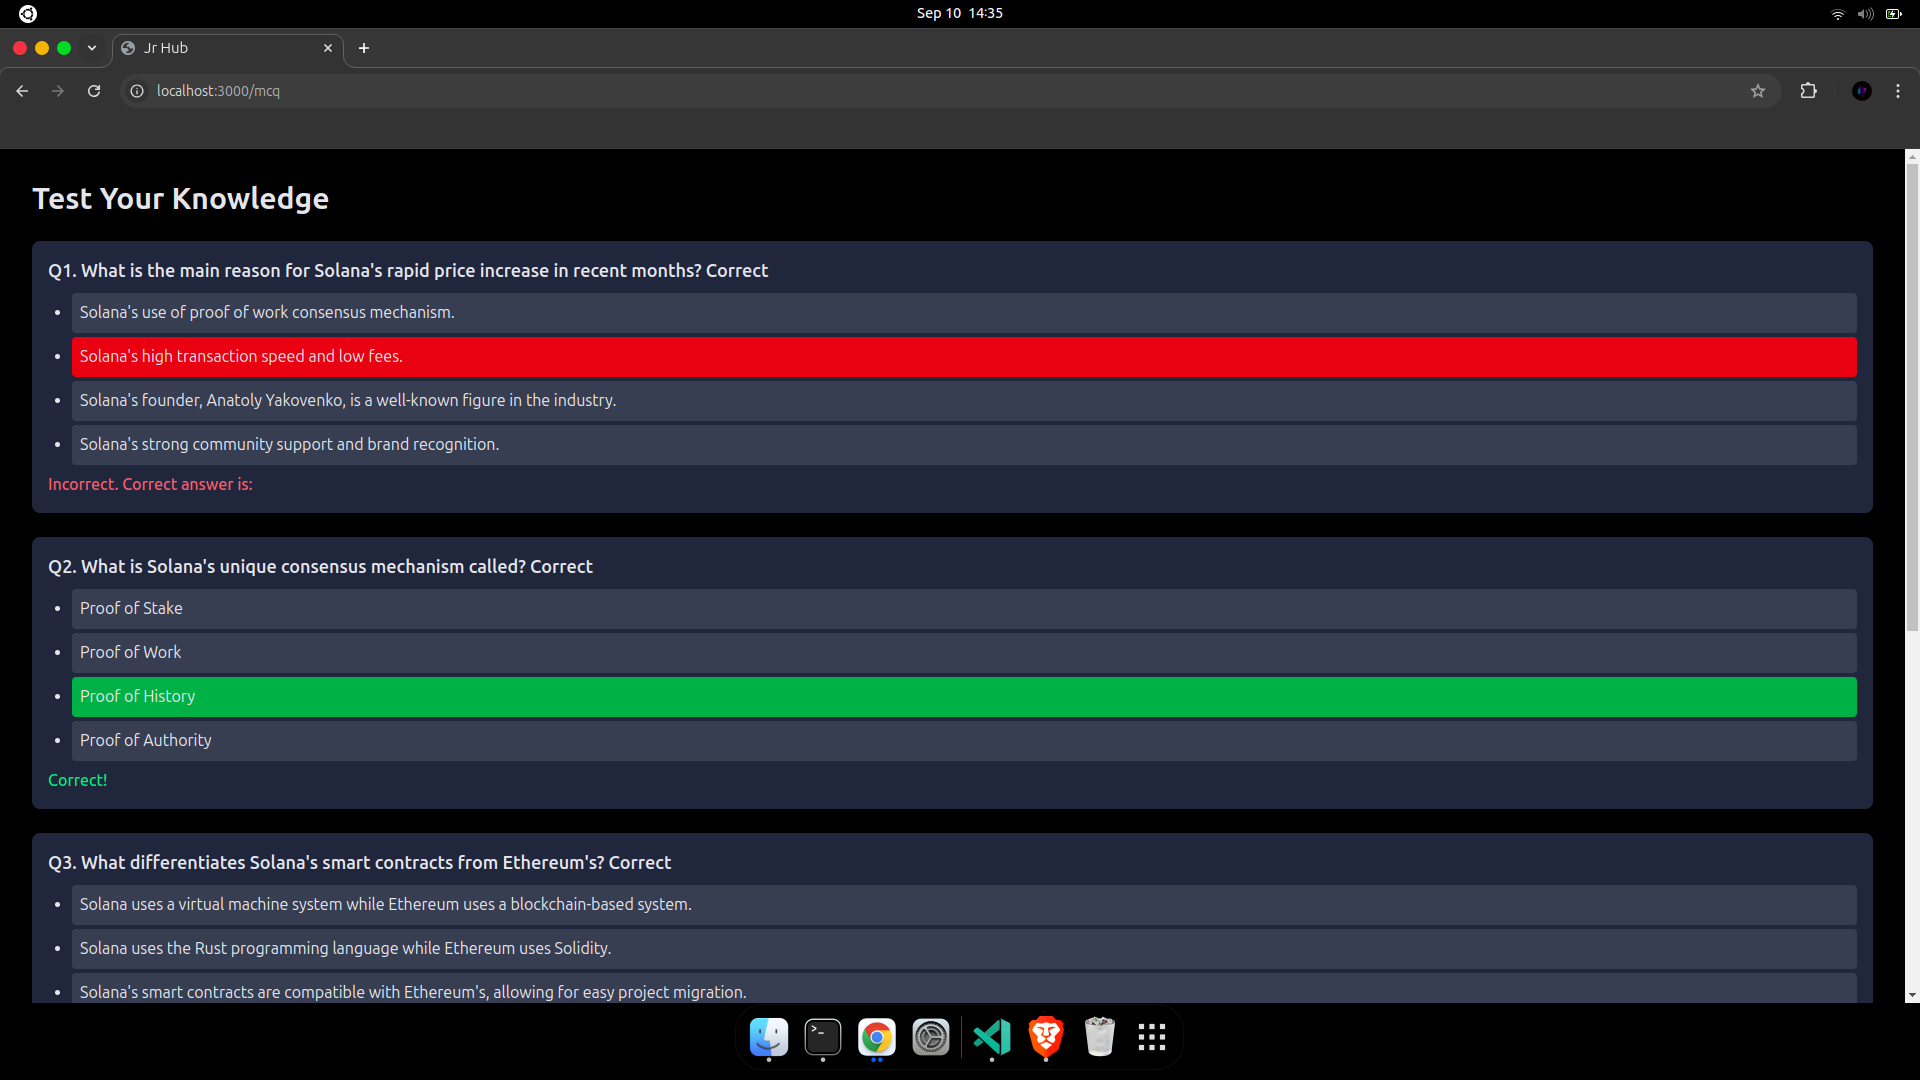 Sep 10 14:35
Jr Hub
localhost:3000/mcq
Test Your Knowledge
Q1. What is the main reason for Solana's rapid price increase in recent months? Correct
Solana's use of proof of work consensus mechanism.
Solana's high transaction speed and low fees.
Solana's founder, Anatoly Yakovenko, is a well-known figure in the industry.
Solana's strong community support and brand recognition.
Incorrect. Correct answer is:
Q2. What is Solana's unique consensus mechanism called? Correct
Proof of Stake
Proof of Work
Proof of History
Proof of Authority
Correct!
Q3. What differentiates Solana's smart contracts from Ethereum's? Correct
Solana uses a virtual machine system while Ethereum uses a blockchain-based system.
Solana uses the Rust programming language while Ethereum uses Solidity.
Solana's smart contracts are compatible with Ethereum's, allowing for easy project migration.